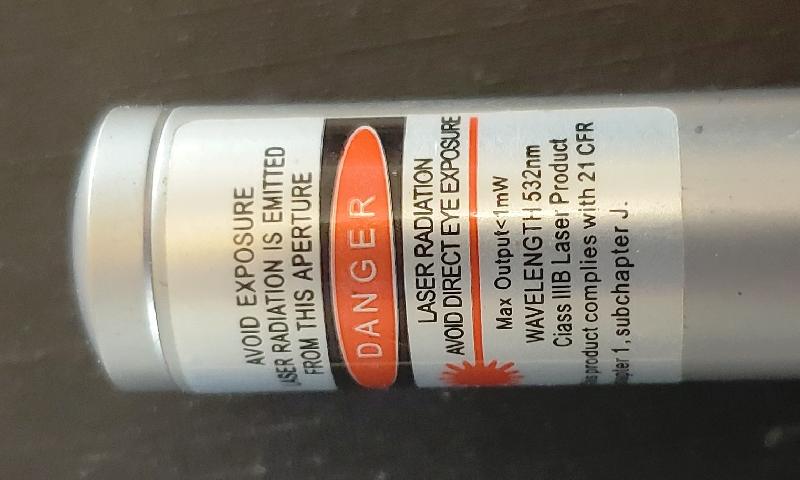 AVOID EXPOSURE
LASER RADIATION IS EMITTED
FROM THIS APERTURE
DANGER
LASER RADIATION
AVOID DIRECT EYE EXPOSURE
Max Output<1mW
WAVELENGTH 532nm
Class IIIB Laser Product
product complies with 21 CFR
1, subchapter J.